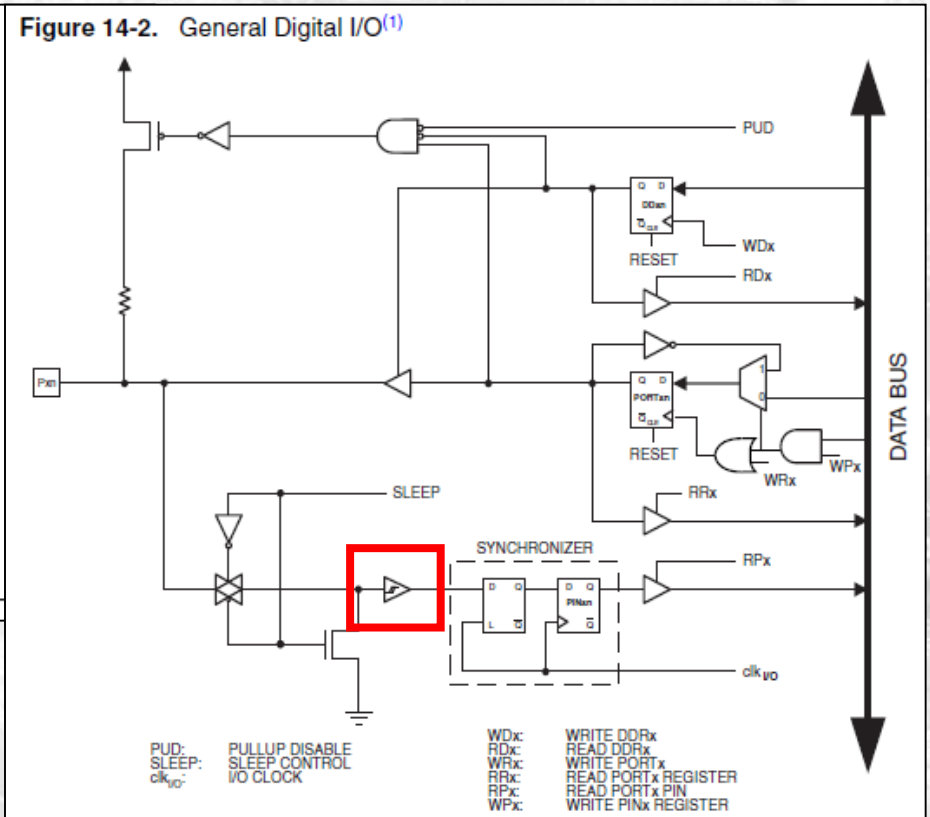 Figure 14-2. General Digital I/O(1)
PUD
Q D
DDxn
Q CLR
WDx
RESET
RDx
1
Pxn
Q D
0
PORTxn
Q CLR
DATA BUS
RESET
WPx
WRx
SLEEP
RRx
SYNCHRONIZER
RPx
D Q
D Q
PINxn
L Q
Q
clk I/O
PUD: PULLUP DISABLE
SLEEP: SLEEP CONTROL
clkI/O: I/O CLOCK
WDx: WRITE DDRx
RDx: READ DDRx
WRx: WRITE PORTx
RRx: READ PORTx REGISTER
RPx: READ PORTx PIN
WPx: WRITE PINx REGISTER